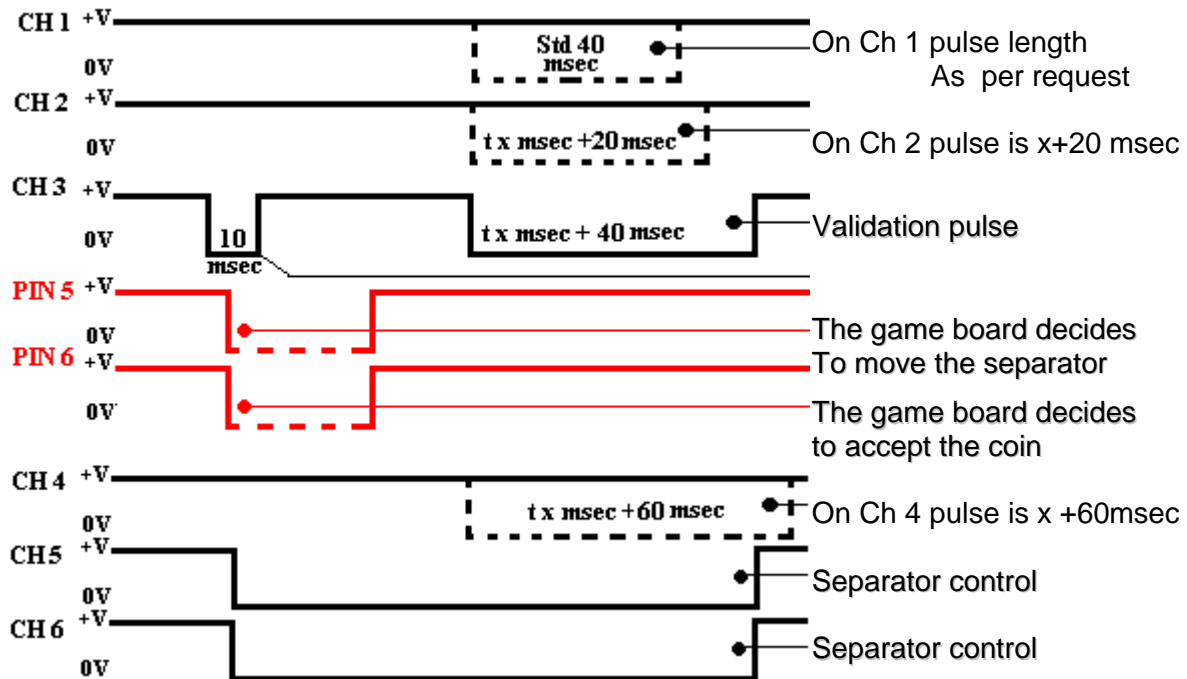 CH 1 +V
Std 40
msec
On Ch 1 pulse length
As per request
0V
CH 2 +V
t x msec +20 msec
On Ch 2 pulse is x+20 msec
0V
CH 3 +V
10
msec
t x msec + 40 msec
Validation pulse
0V
PIN 5 +V
0V
The game board decides
To move the separator
PIN 6 +V
0V
The game board decides
to accept the coin
CH 4 +V
t x msec +60 msec
On Ch 4 pulse is x +60msec
0V
CH5 +V
0V
Separator control
CH 6 +V
0V
Separator control